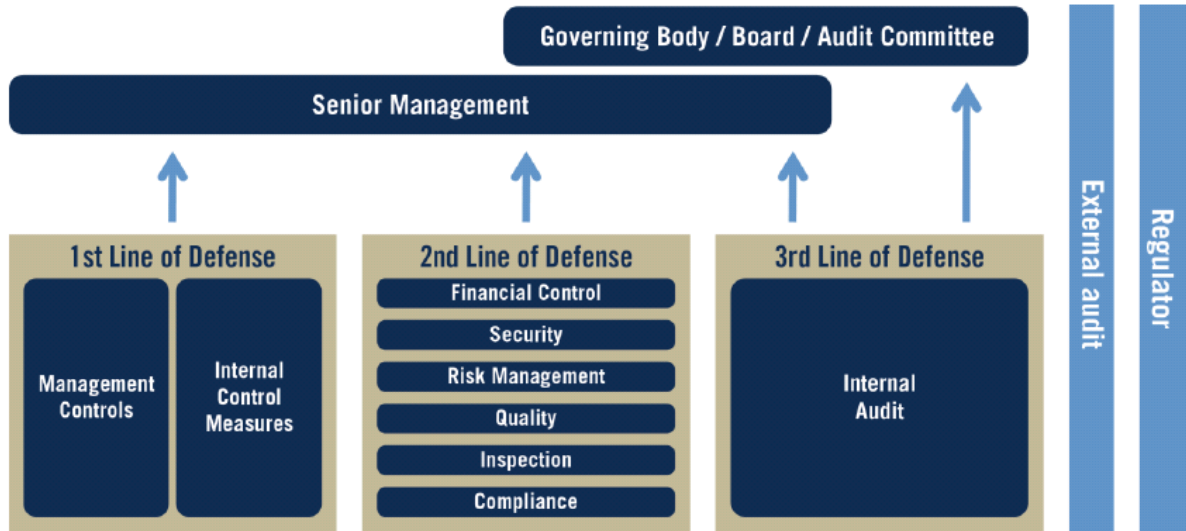 Governing Body / Board / Audit Committee
Senior Management
1st Line of Defense
Management
Controls
Internal
Control
Measures
2nd Line of Defense
Financial Control
Security
Risk Management
Quality
Inspection
Compliance
3rd Line of Defense
Internal
Audit
External audit
Regulator